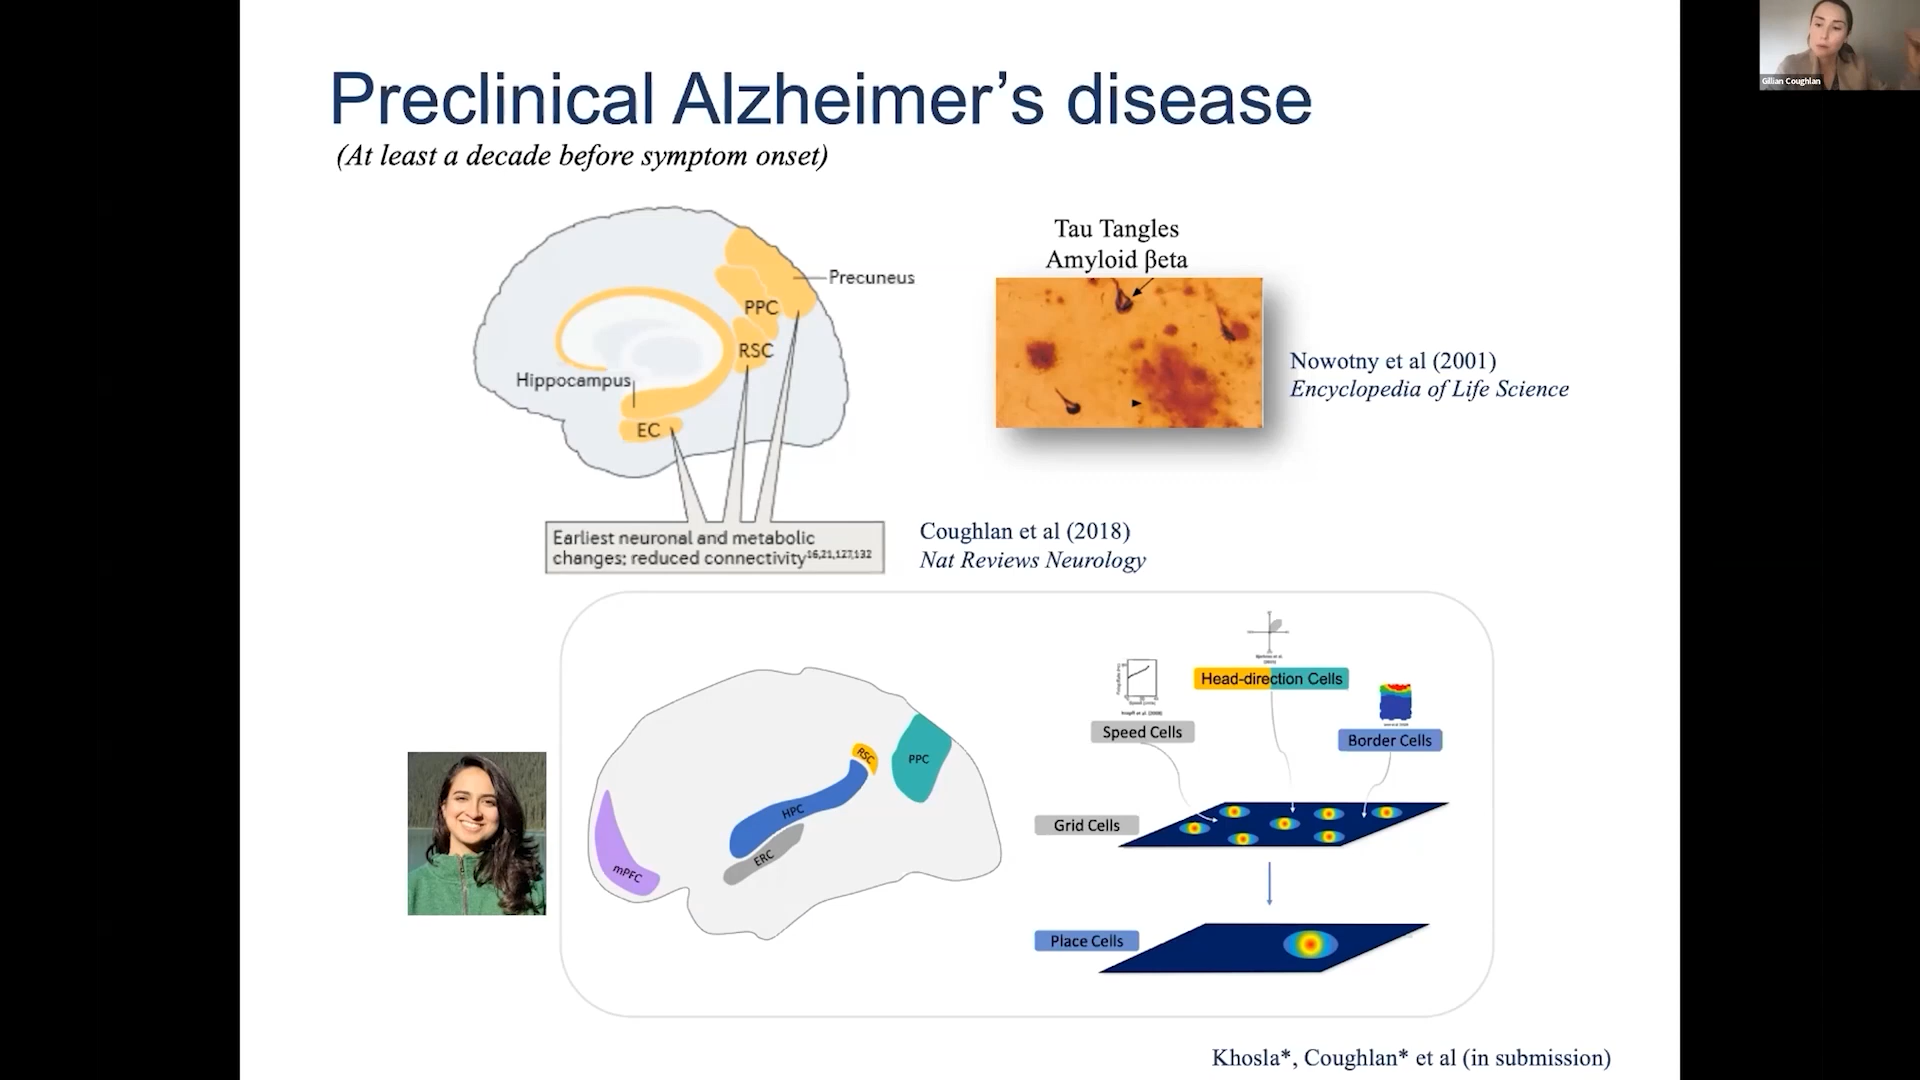 Gillian Coughlan
Preclinical Alzheimer's disease
(At least a decade before symptom onset)
Tau Tangles
Amyloid βeta
Precuneus
PPC
RSC
Hippocampus
EC
Nowotny et al (2001)
Encyclopedia of Life Science
Earliest neuronal and metabolic
changes; reduced connectivity16,21,127,132
Coughlan et al (2018)
Nat Reviews Neurology
Head-direction Cells
Speed Cells
Border Cells
RSC
PPC
HPC
ERC
mPFC
Grid Cells
Place Cells
Khosla*, Coughlan* et al (in submission)